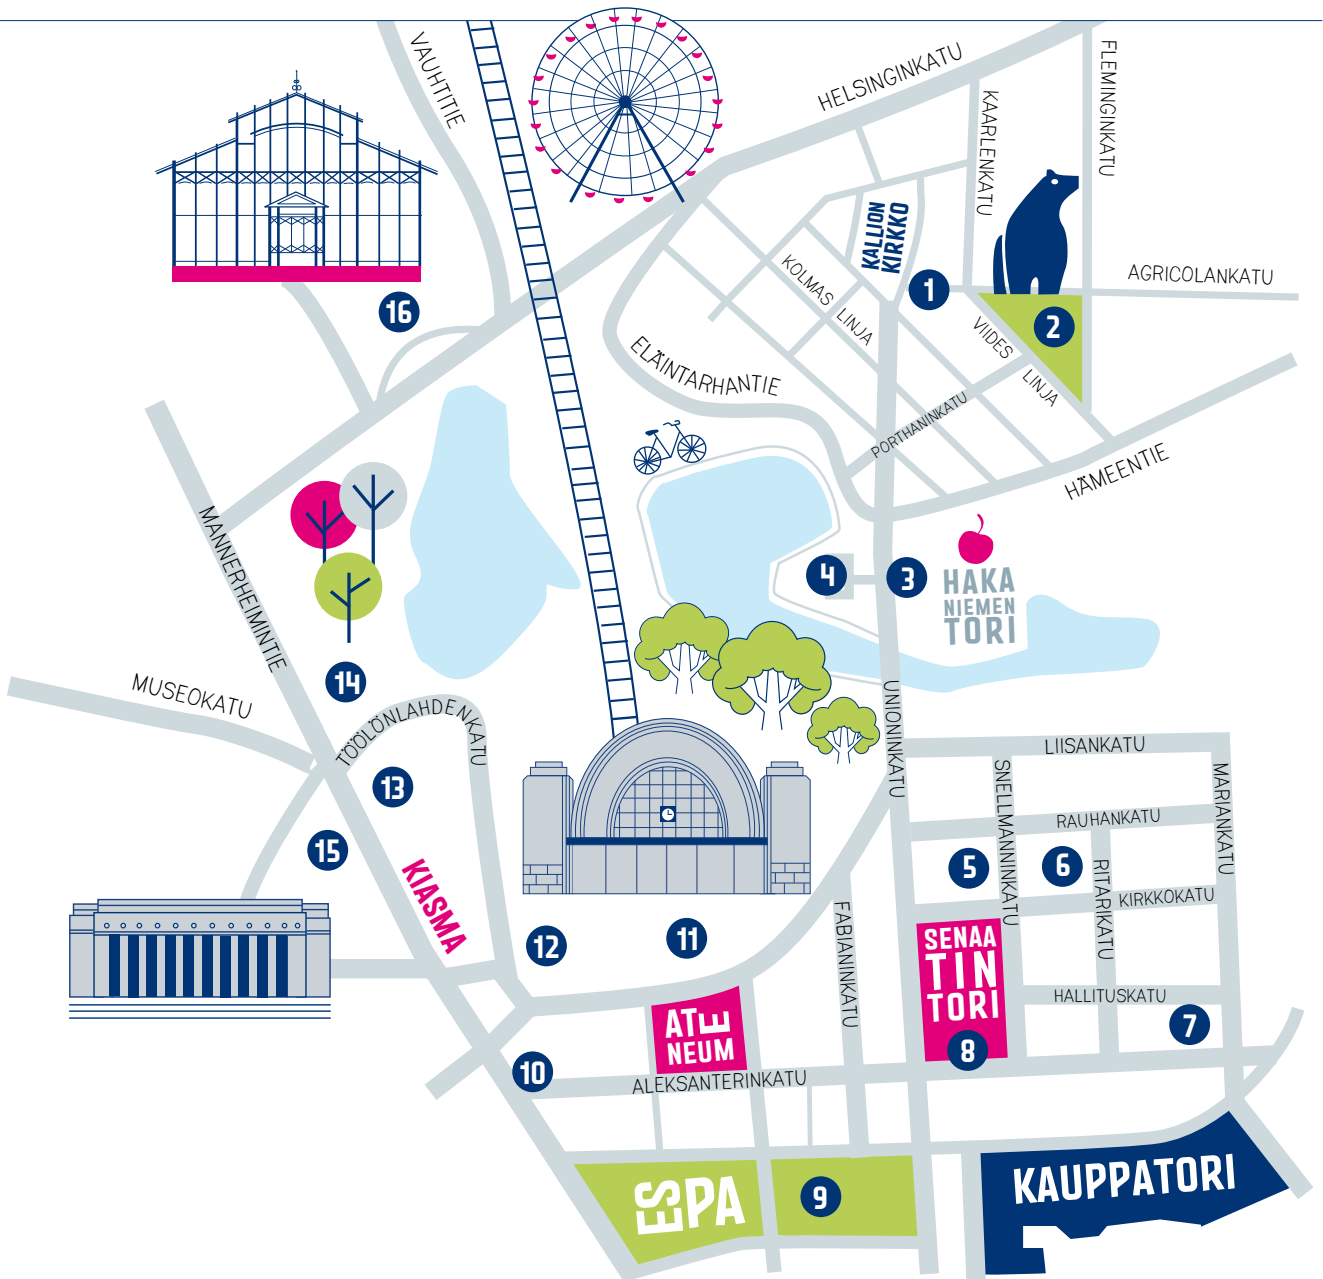 VAUHTITIE
HELSINGINKATU
FLEMINGINKATU
KAARLENKATU
KALLION
KIRKKO
AGRICOLANKATU
1
KOLMAS LINJA
16
2
VIIDES LINJA
ELÄINTARHANTIE
PORTHANINKATU
HÄMEENTIE
MANNERHEIMINTIE
4
3
HAKA
NIEMEN
TORI
14
MUSEOKATU
TÖÖLÖNLAHDENKATU
UNIONINKATU
LIISANKATU
SNELLMANNINKATU
MARIANKATU
13
RAUHANKATU
15
5
6
RITARIKATU
KIRKKOKATU
KIASMA
FABIANINKATU
12
11
SENAA
TIN
TORI
HALLITUSKATU
7
8
ATE
NEUM
10
ALEKSANTERINKATU
ESPA
9
KAUPPATORI